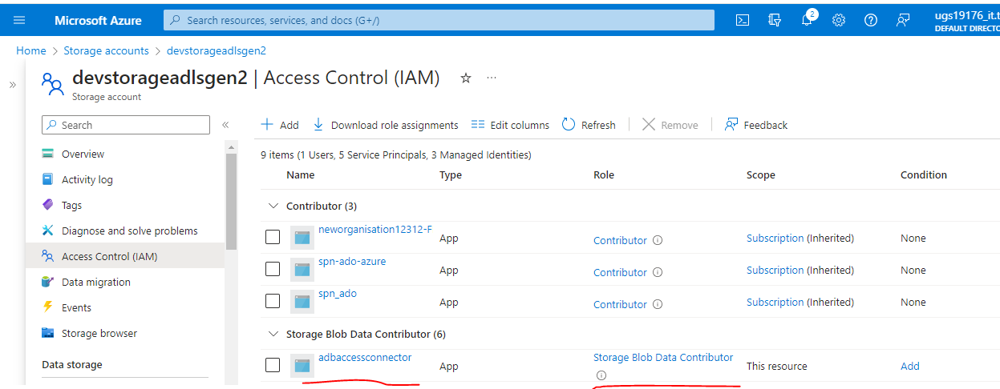 Microsoft Azure
Search resources, services, and docs (G+/)
2
ugs19176_it.t
DEFAULT DIRECTO
Home > Storage accounts > devstorageadlsgen2
devstorageadlsgen2 | Access Control (IAM)
Storage account
Search
Overview
Activity log
Tags
Diagnose and solve problems
Access Control (IAM)
Data migration
Events
Storage browser
Data storage
Add Download role assignments Edit columns Refresh Remove Feedback
9 items (1 Users, 5 Service Principals, 3 Managed Identities)
Name Type Role Scope Condition
Contributor (3)
neworganisation12312-F App Contributor Subscription (Inherited) None
spn-ado-azure App Contributor Subscription (Inherited) None
spn_ado App Contributor Subscription (Inherited) None
Storage Blob Data Contributor (6)
adbaccessconnector App Storage Blob Data Contributor This resource Add